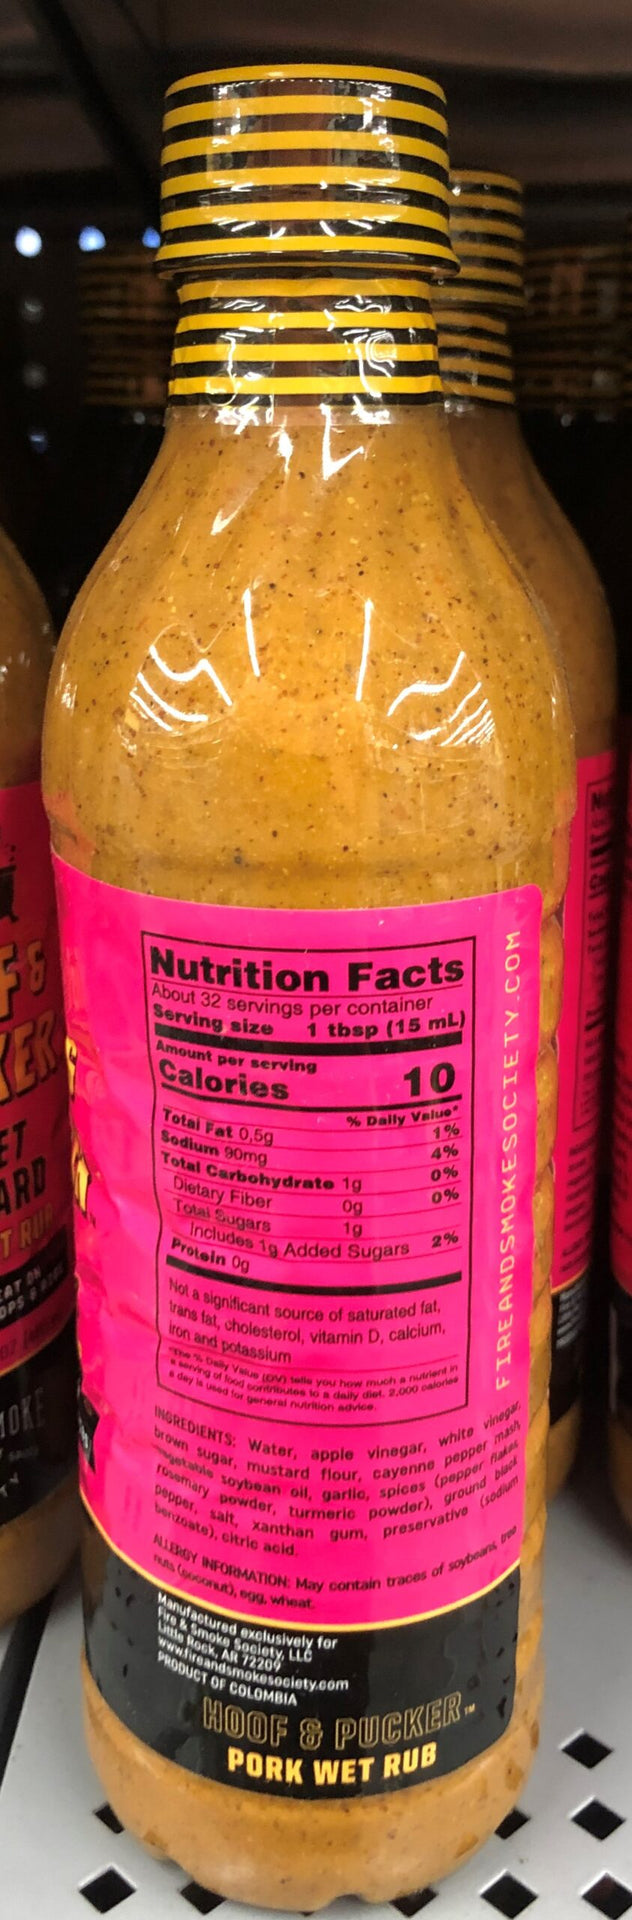 Nutrition Facts
About 32 servings per container
Serving size 1 tbsp (15 mL)
Amount per serving
Calories 10
% Daily Value*
Total Fat 0,5g 1%
Sodium 90mg 4%
Total Carbohydrate 1g 0%
Dietary Fiber 0g 0%
Total Sugars 1g
Includes 1g Added Sugars 2%
Protein 0g
Not a significant source of saturated fat,
trans fat, cholesterol, vitamin D, calcium,
iron and potassium
*The % Daily Value (DV) tells you how much a nutrient in
a serving of food contributes to a daily diet. 2,000 calories
a day is used for general nutrition advice.
FIREANDSMOKESOCIETY.COM
INGREDIENTS: Water, apple vinegar, white vinegar,
brown sugar, mustard flour, cayenne pepper mash,
vegetable soybean oil, garlic, spices (pepper flakes,
rosemary powder, turmeric powder), ground black
pepper, salt, xanthan gum, preservative (sodium
benzoate), citric acid.
ALLERGY INFORMATION: May contain traces of soybeans, tree
nuts (coconut), egg, wheat.
Manufactured exclusively for
Fire & Smoke Society, LLC
Little Rock, AR 72209
www.fireandsmokesociety.com
PRODUCT OF COLOMBIA
HOOF & PUCKER™
PORK WET RUB